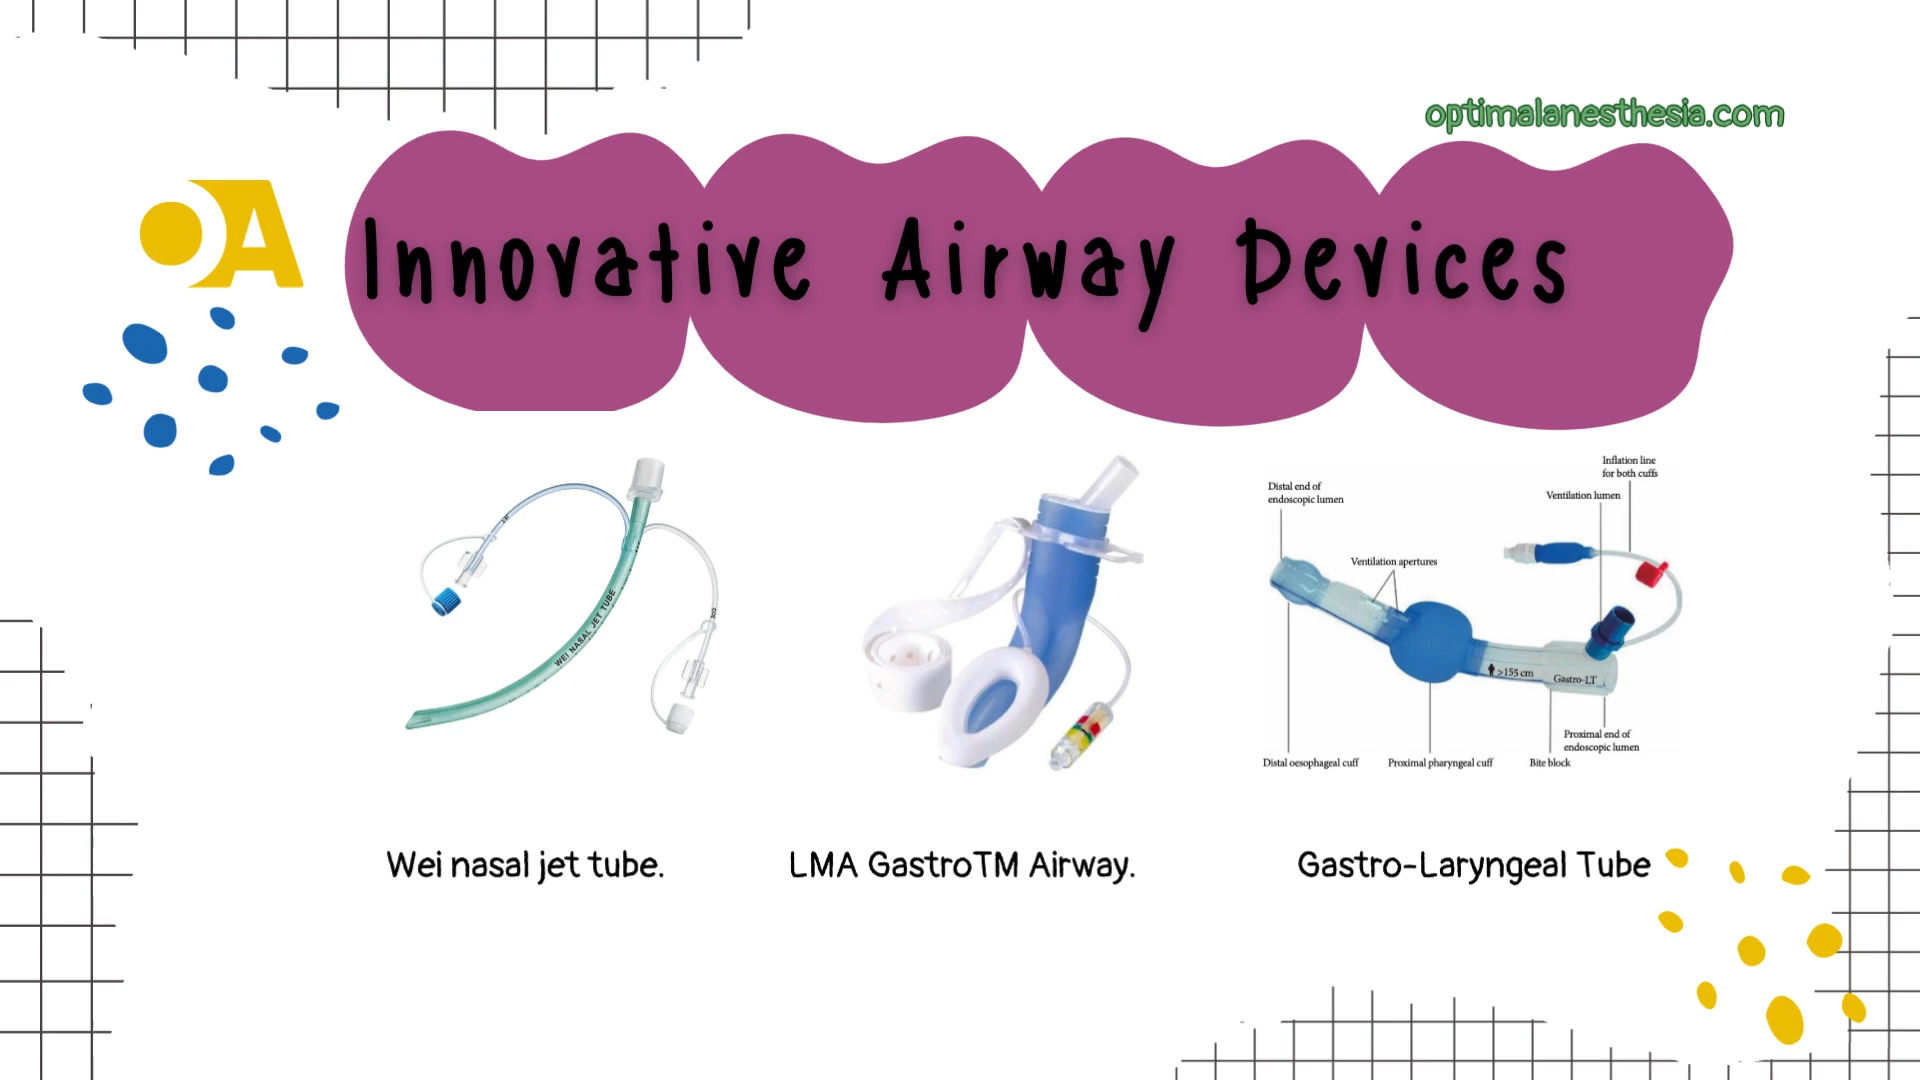 optimalanesthesia.com
OA
Innovative Airway Devices
WEI NASAL JET TUBE
Distal end of
endoscopic lumen
Ventilation apertures
Inflation line
for both cuffs
Ventilation lumen
>155 cm
Gastro-LT
Proximal end of
endoscopic lumen
Distal oesophageal cuff
Proximal pharyngeal cuff
Bite block
Wei nasal jet tube.
LMA GastroTM Airway.
Gastro-Laryngeal Tube